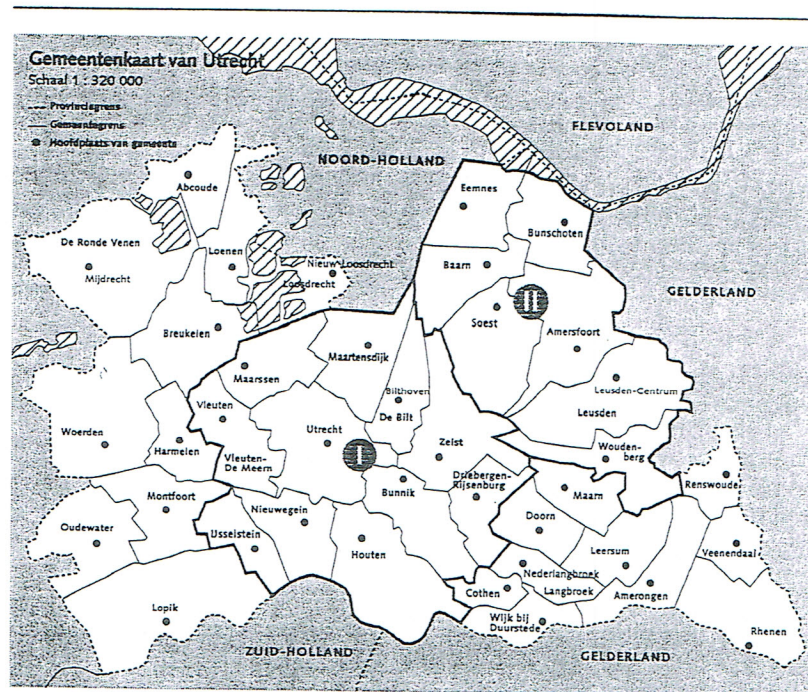 Gemeentenkaart van Utrecht
Schaal 1 : 320 000
Provinciegrens
Gemeentegrens
Hoofdplaats van gemeente
FLEVOLAND
NOORD-HOLLAND
Abcoude
Eemnes
Bunschoten
De Ronde Venen
Mijdrecht
Loenen
Nieuw-Loosdrecht
Loosdrecht
Baarn
GELDERLAND
Soest
II
Breukelen
Amersfoort
Maartensdijk
Maarssen
Bilthoven
Leusden-Centrum
Leusden
Vleuten
De Bilt
Woerden
Utrecht
Harmelen
I
Zeist
Wouden-
berg
Vleuten-
De Meern
Driebergen-
Rijsenburg
Renswoude
Bunnik
Maarn
Montfoort
Nieuwegein
Doorn
Oudewater
IJsselstein
Houten
Leersum
Veenendaal
Nederlangbroek
Cothen
Langbroek
Amerongen
Lopik
Wijk bij
Duurstede
Rhenen
ZUID-HOLLAND
GELDERLAND